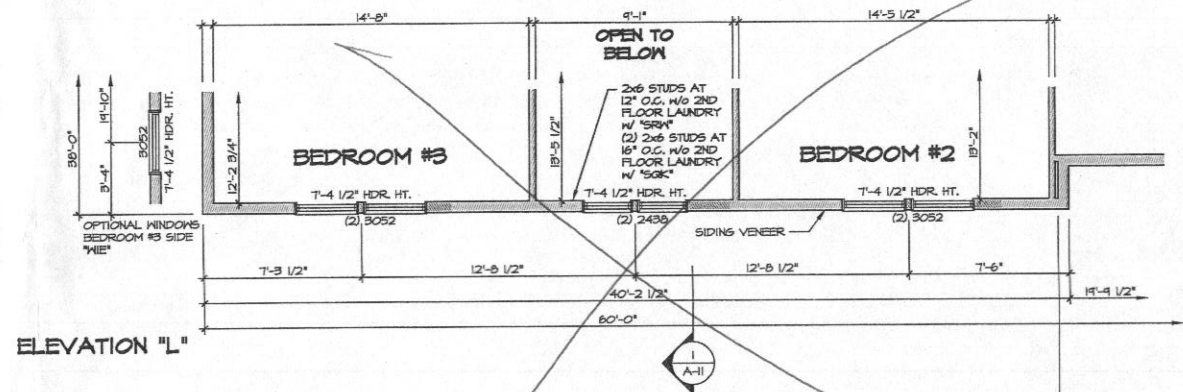 14'-8"
9'-1"
14'-5 1/2"
OPEN TO
BELOW
2x6 STUDS AT
12" O.C. W/o 2ND
FLOOR LAUNDRY
W/ "SRW"
(2) 2x6 STUDS AT
16" O.C. W/o 2ND
FLOOR LAUNDRY
W/ "SGK"
38'-0"
19'-10"
3'-4"
3052
7'-4 1/2" HDR. HT.
12'-2 3/4"
BEDROOM #3
13'-5 1/2"
BEDROOM #2
13'-2"
7'-4 1/2" HDR. HT.
7'-4 1/2" HDR. HT.
7'-4 1/2" HDR. HT.
(2) 3052
(2) 2438
(2) 3052
OPTIONAL WINDOWS
BEDROOM #3 SIDE
"WIE"
SIDING VENEER
7'-3 1/2"
12'-8 1/2"
12'-8 1/2"
7'-6"
40'-2 1/2"
19'-9 1/2"
60'-0"
ELEVATION "L"
1
A-11